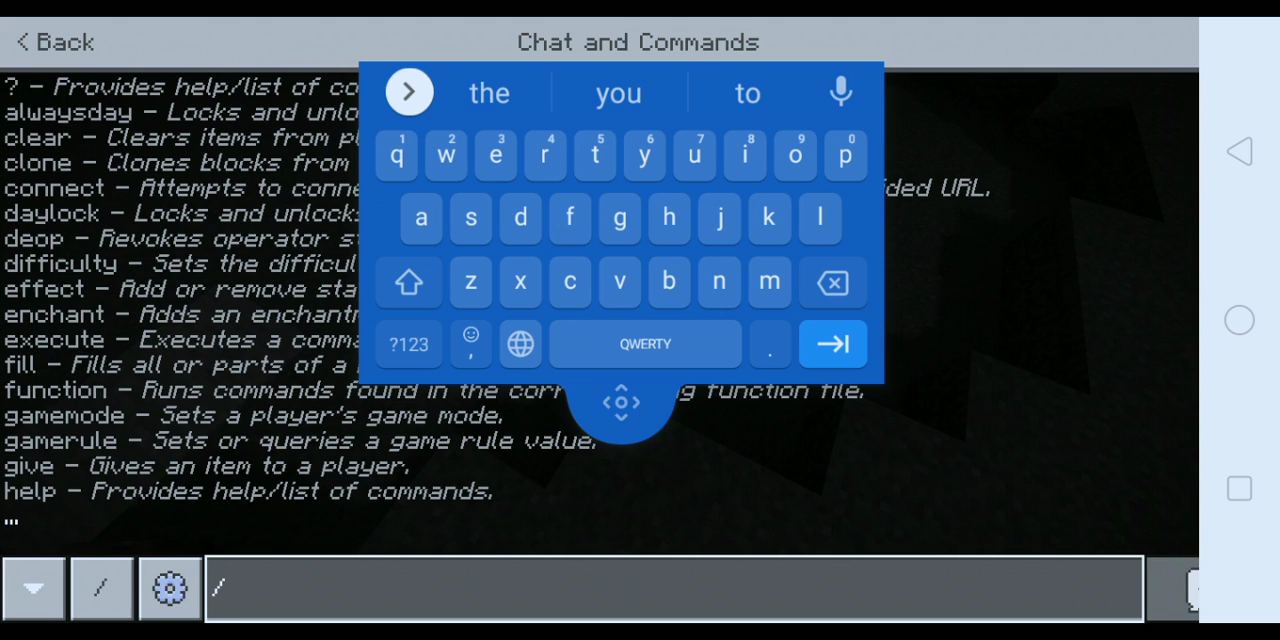 Back
Chat and Commands
? - Provides help/list of co
alwaysday - Locks and unlo
clear - Clears items from pl
clone - Clones blocks from
connect - Attempts to conne ded URL.
daylock - Locks and unlocks
deop - Revokes operator s
difficulty - Sets the difficul
effect - Add or remove sta
enchant - Adds an enchant
execute - Executes a comma
fill - Fills all or parts of a
function - Runs commands found in the corr g function file.
gamemode - Sets a player's game mode.
gamerule - Sets or queries a game rule value.
give - Gives an item to a player.
help - Provides help/list of commands.
...
/ /
the you to
1 2 3 4 5 6 7 8 9 0
q w e r t y u i o p
a s d f g h j k l
z x c v b n m
?123 , QWERTY .